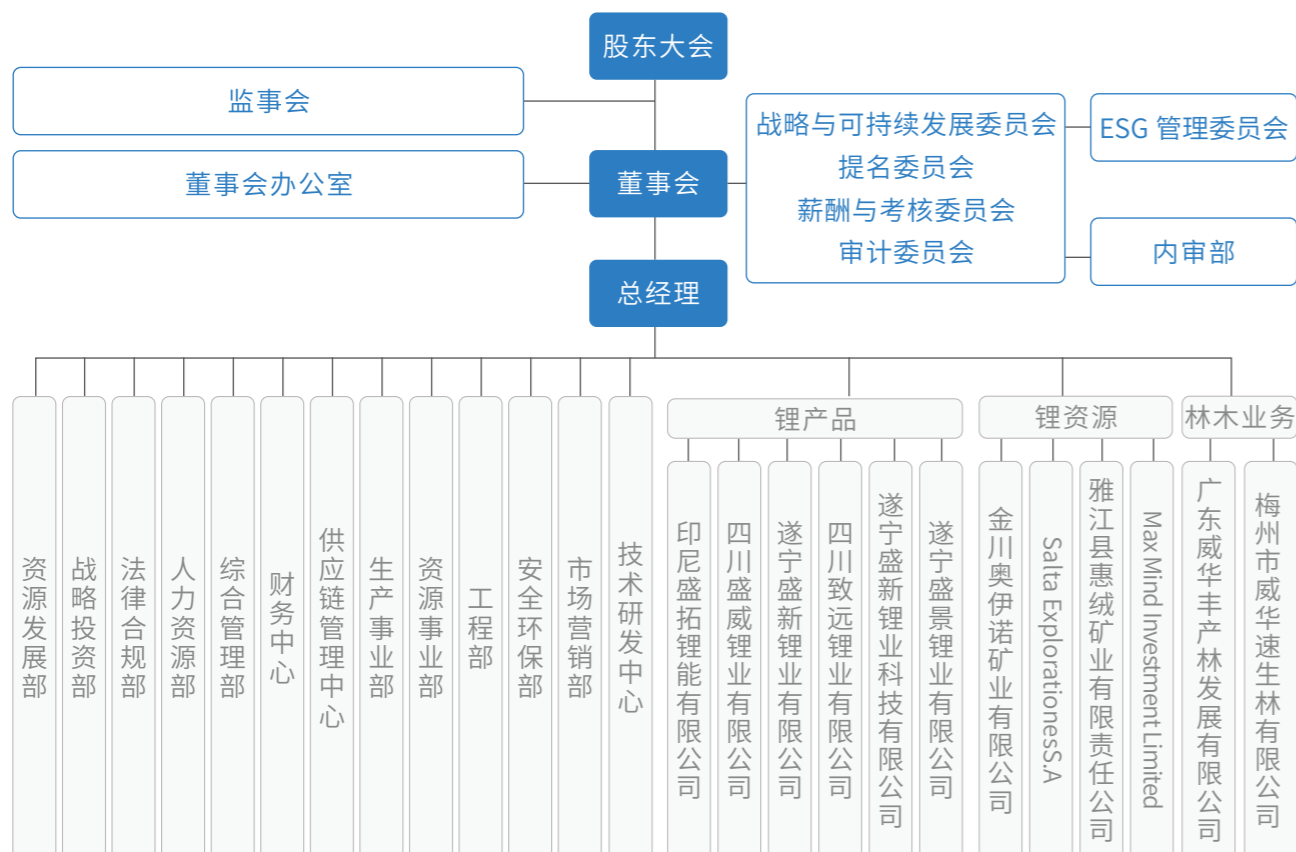 股东大会
监事会
战略与可持续发展委员会
提名委员会
薪酬与考核委员会
审计委员会
ESG 管理委员会
董事会办公室
董事会
内审部
总经理
资源发展部
战略投资部
法律合规部
人力资源部
综合管理部
财务中心
供应链管理中心
生产事业部
资源事业部
工程部
安全环保部
市场营销部
技术研发中心
锂产品
印尼盛拓锂能有限公司
四川盛威锂业有限公司
遂宁盛新锂业有限公司
四川致远锂业有限公司
遂宁盛新锂业科技有限公司
遂宁盛景锂业有限公司
锂资源
金川奥伊诺矿业有限公司
Salta ExplorationessS.A
雅江县惠绒矿业有限责任公司
Max Mind Investment Limited
林木业务
广东威华丰产林发展有限公司
梅州市威华速生林有限公司